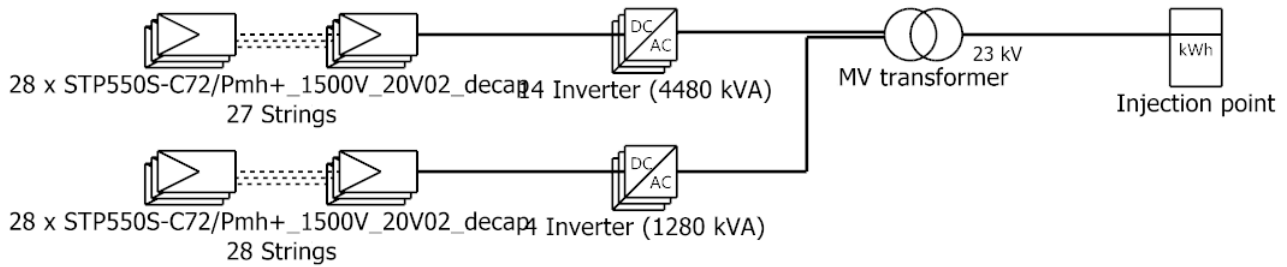 DC
AC
23 kV
kWh
MV transformer
Injection point
28 x STP550S-C72/Pmh+_1500V_20V02_decap
14 Inverter (4480 kVA)
27 Strings
DC
AC
28 x STP550S-C72/Pmh+_1500V_20V02_decap
4 Inverter (1280 kVA)
28 Strings